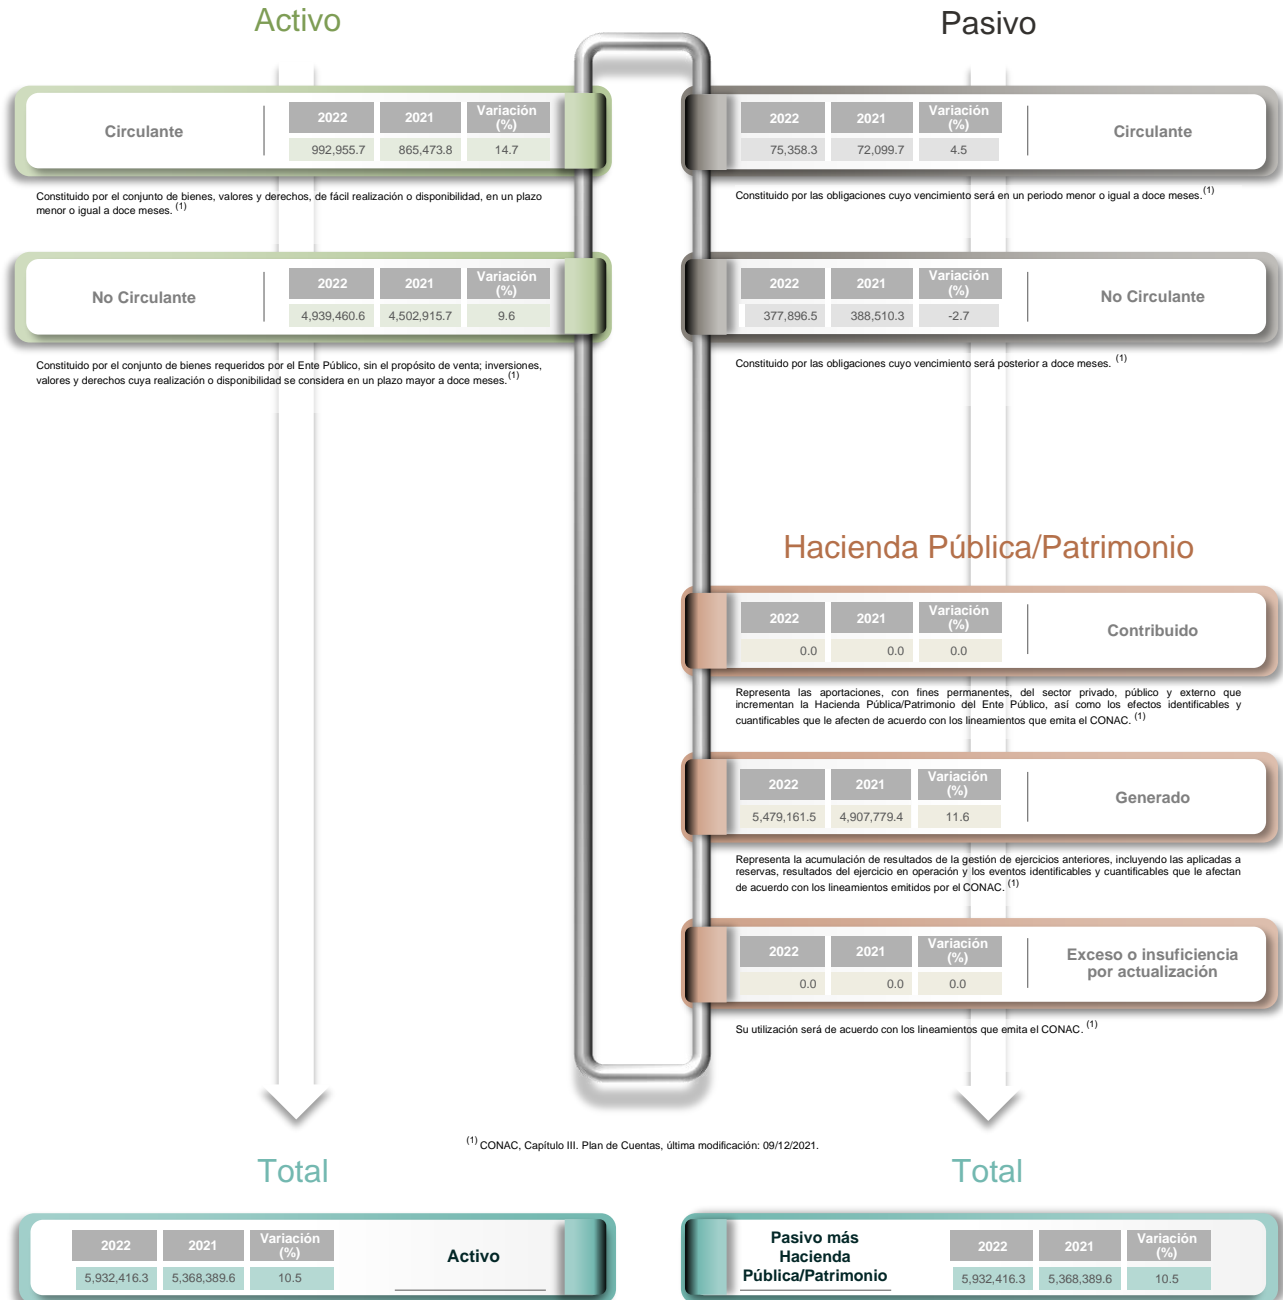 Activo
Circulante
2022 2021 Variación (%)
992,955.7 865,473.8 14.7
Constituido por el conjunto de bienes, valores y derechos, de fácil realización o disponibilidad, en un plazo
menor o igual a doce meses. (1)
No Circulante
2022 2021 Variación (%)
4,939,460.6 4,502,915.7 9.6
Constituido por el conjunto de bienes requeridos por el Ente Público, sin el propósito de venta; inversiones,
valores y derechos cuya realización o disponibilidad se considera en un plazo mayor a doce meses. (1)
Pasivo
2022 2021 Variación (%)
75,358.3 72,099.7 4.5
Circulante
Constituido por las obligaciones cuyo vencimiento será en un periodo menor o igual a doce meses. (1)
2022 2021 Variación (%)
377,896.5 388,510.3 -2.7
No Circulante
Constituido por las obligaciones cuyo vencimiento será posterior a doce meses. (1)
Hacienda Pública/Patrimonio
2022 2021 Variación (%)
0.0 0.0 0.0
Contribuido
Representa las aportaciones, con fines permanentes, del sector privado, público y externo que
incrementan la Hacienda Pública/Patrimonio del Ente Público, así como los efectos identificables y
cuantificables que le afecten de acuerdo con los lineamientos que emita el CONAC. (1)
2022 2021 Variación (%)
5,479,161.5 4,907,779.4 11.6
Generado
Representa la acumulación de resultados de la gestión de ejercicios anteriores, incluyendo las aplicadas a
reservas, resultados del ejercicio en operación y los eventos identificables y cuantificables que le afectan
de acuerdo con los lineamientos emitidos por el CONAC. (1)
2022 2021 Variación (%)
0.0 0.0 0.0
Exceso o insuficiencia
por actualización
Su utilización será de acuerdo con los lineamientos que emita el CONAC. (1)
(1) CONAC, Capítulo III. Plan de Cuentas, última modificación: 09/12/2021.
Total
2022 2021 Variación (%)
5,932,416.3 5,368,389.6 10.5
Activo
Total
Pasivo más
Hacienda
Pública/Patrimonio
2022 2021 Variación (%)
5,932,416.3 5,368,389.6 10.5